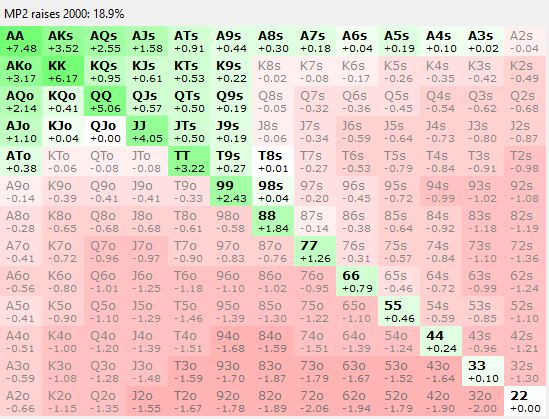 MP2 raises 2000: 18.9%
AA AKs AQs AJs ATs A9s A8s A7s A6s A5s A4s A3s A2s
+7.48 +3.52 +2.55 +1.58 +0.91 +0.44 +0.30 +0.18 +0.04 +0.19 +0.10 +0.02 -0.04
AKo KK KQs KJs KTs K9s K8s K7s K6s K5s K4s K3s K2s
+3.17 +6.17 +0.95 +0.61 +0.53 +0.22 -0.02 -0.08 -0.17 -0.26 -0.35 -0.42 -0.49
AQo KQo QQ QJs QTs Q9s Q8s Q7s Q6s Q5s Q4s Q3s Q2s
+2.14 +0.41 +5.06 +0.57 +0.50 +0.19 -0.05 -0.32 -0.36 -0.45 -0.54 -0.62 -0.68
AJo KJo QJo JJ JTs J9s J8s J7s J6s J5s J4s J3s J2s
+1.10 +0.04 +0.00 +4.05 +0.50 +0.19 -0.06 -0.34 -0.59 -0.64 -0.73 -0.80 -0.87
ATo KTo QTo JTo TT T9s T8s T7s T6s T5s T4s T3s T2s
+0.38 -0.06 -0.08 -0.08 +3.22 +0.27 +0.01 -0.27 -0.53 -0.79 -0.84 -0.91 -0.98
A9o K9o Q9o J9o T9o 99 98s 97s 96s 95s 94s 93s 92s
-0.14 -0.39 -0.41 -0.41 -0.33 +2.43 +0.04 -0.20 -0.45 -0.72 -0.99 -1.02 -1.08
A8o K8o Q8o J8o T8o 98o 88 87s 86s 85s 84s 83s 82s
-0.28 -0.65 -0.68 -0.68 -0.61 -0.58 +1.84 -0.14 -0.38 -0.64 -0.92 -1.18 -1.19
A7o K7o Q7o J7o T7o 97o 87o 77 76s 75s 74s 73s 72s
-0.41 -0.72 -0.96 -0.97 -0.90 -0.83 -0.76 +1.26 -0.31 -0.57 -0.84 -1.10 -1.36
A6o K6o Q6o J6o T6o 96o 86o 76o 66 65s 64s 63s 62s
-0.56 -0.80 -1.01 -1.25 -1.18 -1.10 -1.02 -0.95 +0.79 -0.46 -0.72 -0.99 -1.24
A5o K5o Q5o J5o T5o 95o 85o 75o 65o 55 54s 53s 52s
-0.41 -0.90 -1.10 -1.29 -1.46 -1.39 -1.30 -1.22 -1.10 +0.46 -0.59 -0.85 -1.10
A4o K4o Q4o J4o T4o 94o 84o 74o 64o 54o 44 43s 42s
-0.51 -1.00 -1.20 -1.39 -1.51 -1.68 -1.59 -1.51 -1.39 -1.24 +0.24 -0.96 -1.21
A3o K3o Q3o J3o T3o 93o 83o 73o 63o 53o 43o 33 32s
-0.59 -1.08 -1.28 -1.48 -1.59 -1.70 -1.87 -1.79 -1.67 -1.52 -1.64 +0.10 -1.30
A2o K2o Q2o J2o T2o 92o 82o 72o 62o 52o 42o 32o 22
-0.66 -1.15 -1.35 -1.55 -1.67 -1.78 -1.89 -2.06 -1.94 -1.79 -1.90 -2.00 +0.00